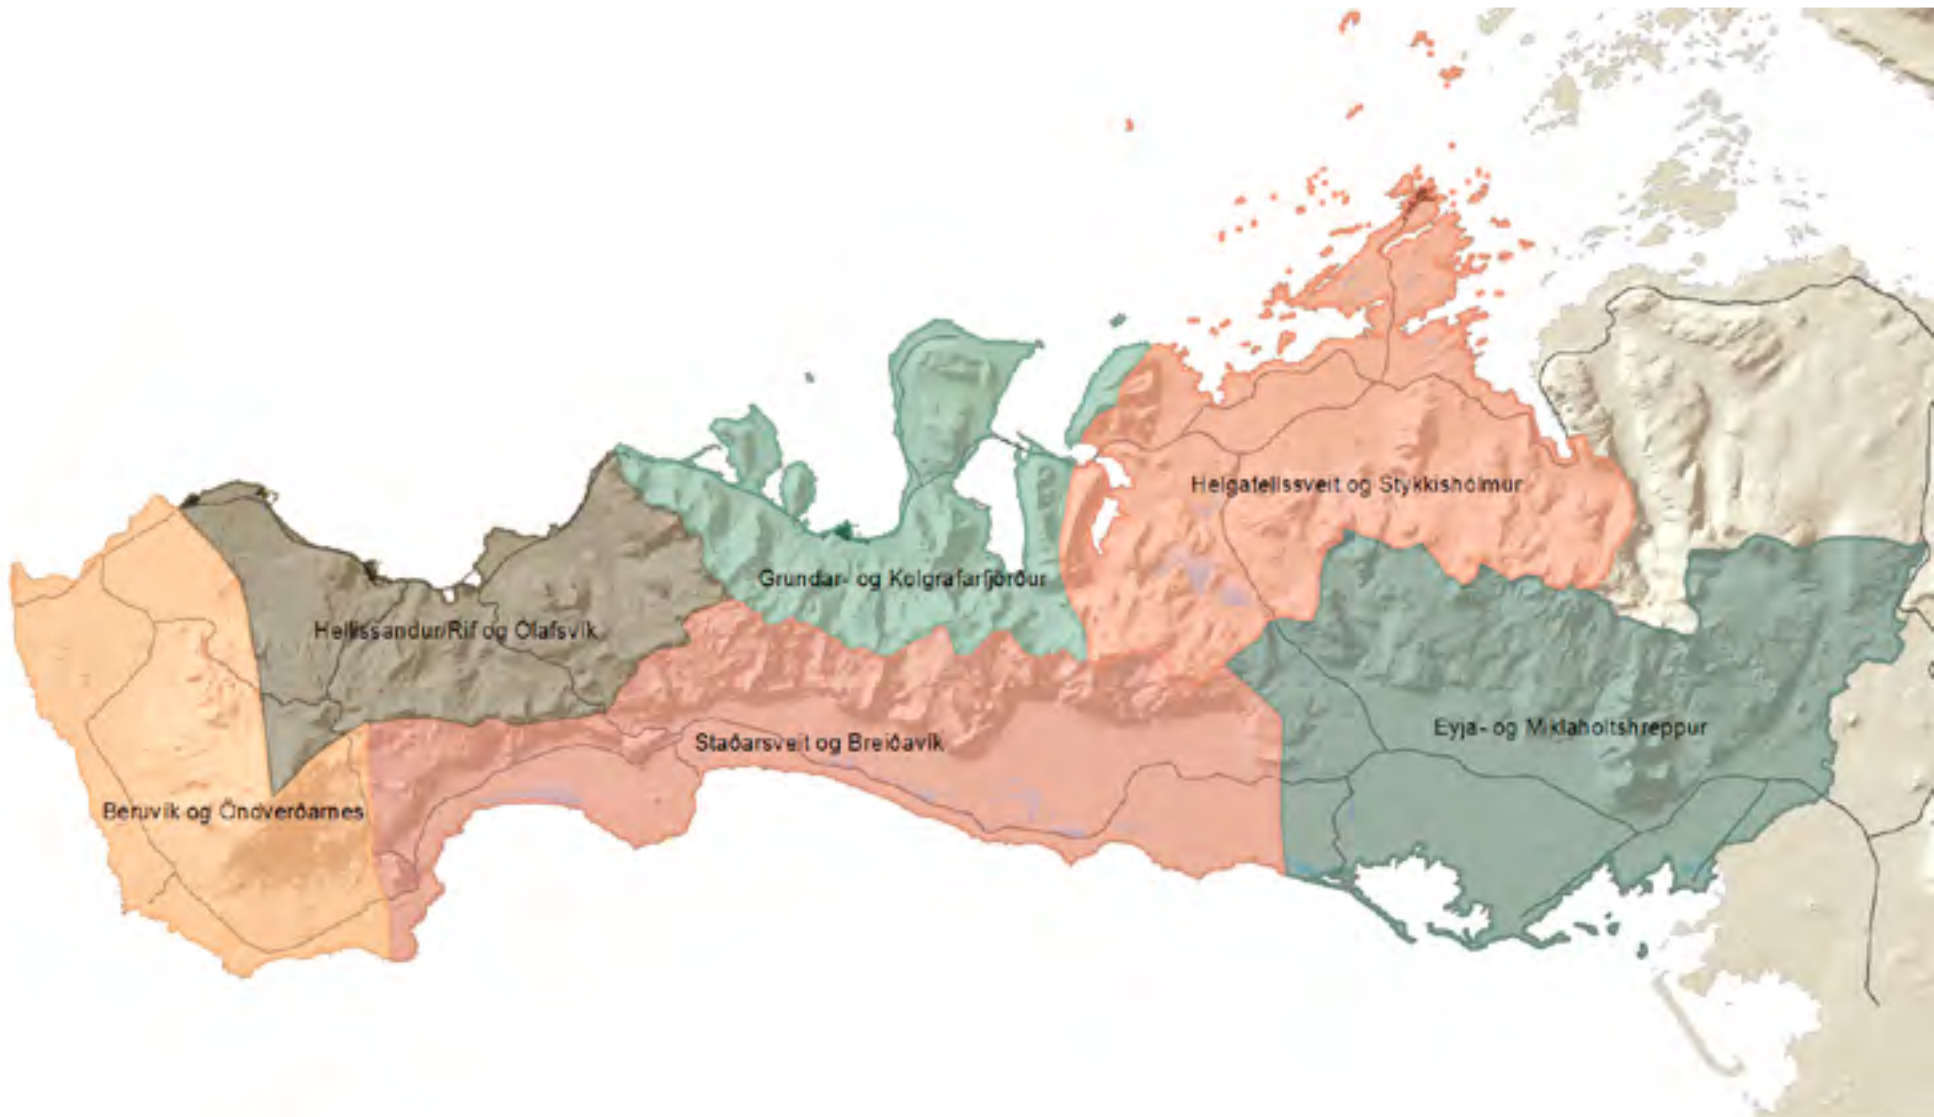 Helgafellssveit og Stykkishólmur
Grundar- og Kolgrafarfjörður
Hellissandur/Rif og Ólafsvík
Eyja- og Miklaholtshreppur
Staðarsveit og Breiðavík
Beruvík og Öndverðarnes